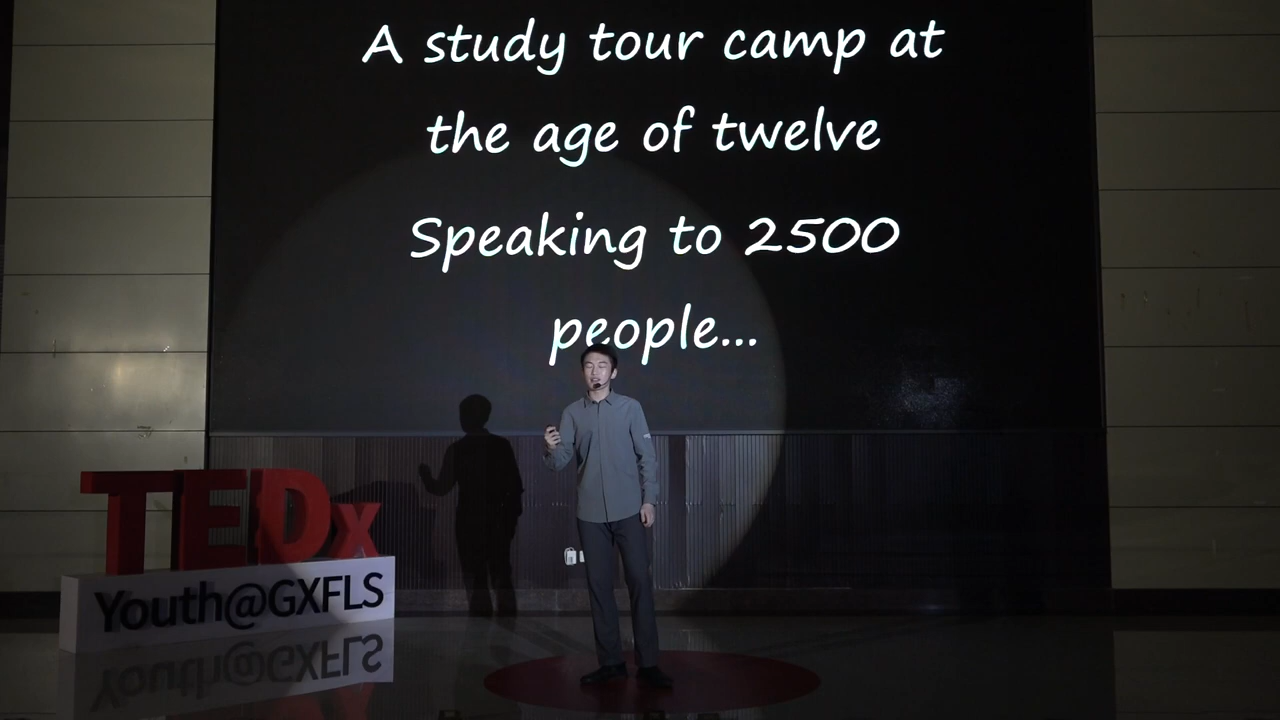 A study tour camp at
the age of twelve
Speaking to 2500
people...
TEDx
Youth@GXFLS